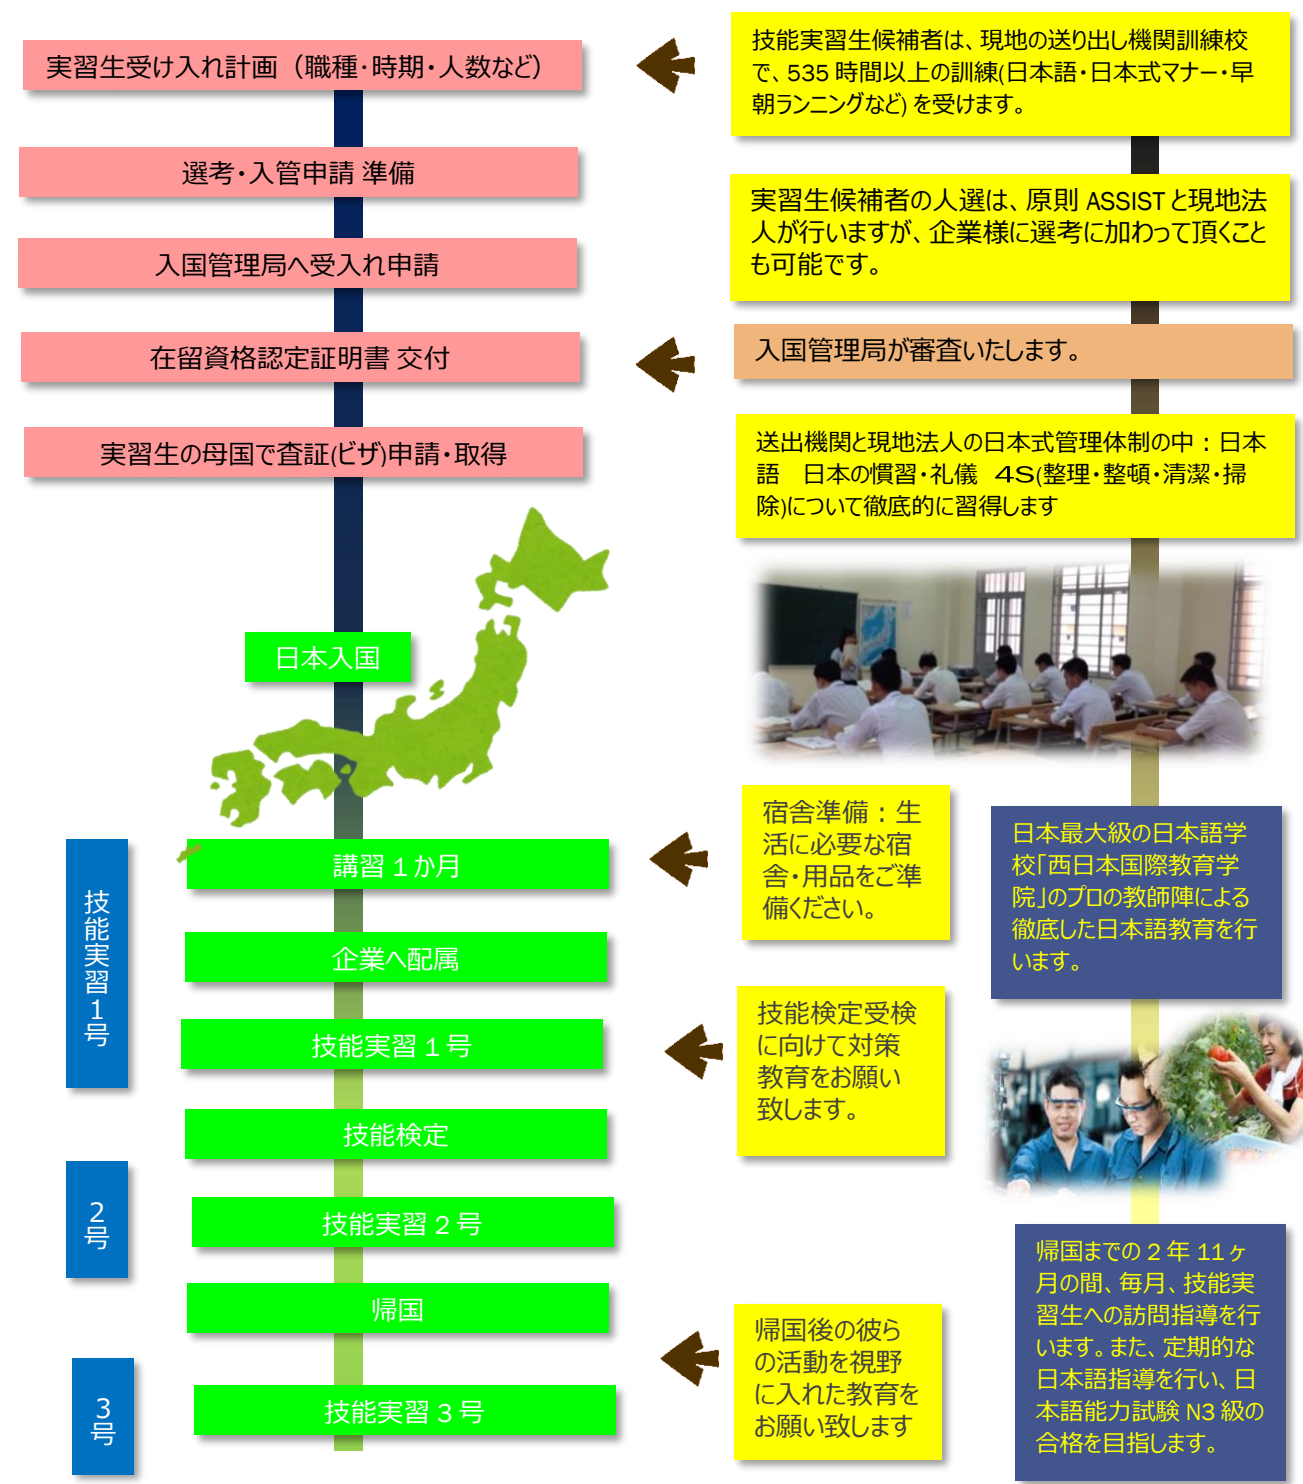 実習生受け入れ計画（職種・時期・人数など）
技能実習生候補者は、現地の送り出し機関訓練校
で、535 時間以上の訓練(日本語・日本式マナー・早
朝ランニングなど) を受けます。
選考・入管申請 準備
実習生候補者の人選は、原則 ASSIST と現地法
人が行いますが、企業様に選考に加わって頂くこと
も可能です。
入国管理局へ受入れ申請
在留資格認定証明書 交付
入国管理局が審査いたします。
実習生の母国で査証(ビザ)申請・取得
送出機関と現地法人の日本式管理体制の中：日本
語　日本の慣習・礼儀　４S(整理・整頓・清潔・掃
除)について徹底的に習得します
日本入国
技能実習１号
講習１か月
宿舎準備：生
活に必要な宿
舎・用品をご準
備ください。
日本最大級の日本語学
校「西日本国際教育学
院」のプロの教師陣による
徹底した日本語教育を行
います。
企業へ配属
技能実習１号
技能検定受検
に向けて対策
教育をお願い
致します。
技能検定
2号
技能実習２号
帰国
帰国までの２年 11ヶ
月の間、毎月、技能実
習生への訪問指導を行
います。また、定期的な
日本語指導を行い、日
本語能力試験 N3 級の
合格を目指します。
帰国後の彼ら
の活動を視野
に入れた教育を
お願い致します
3号
技能実習３号